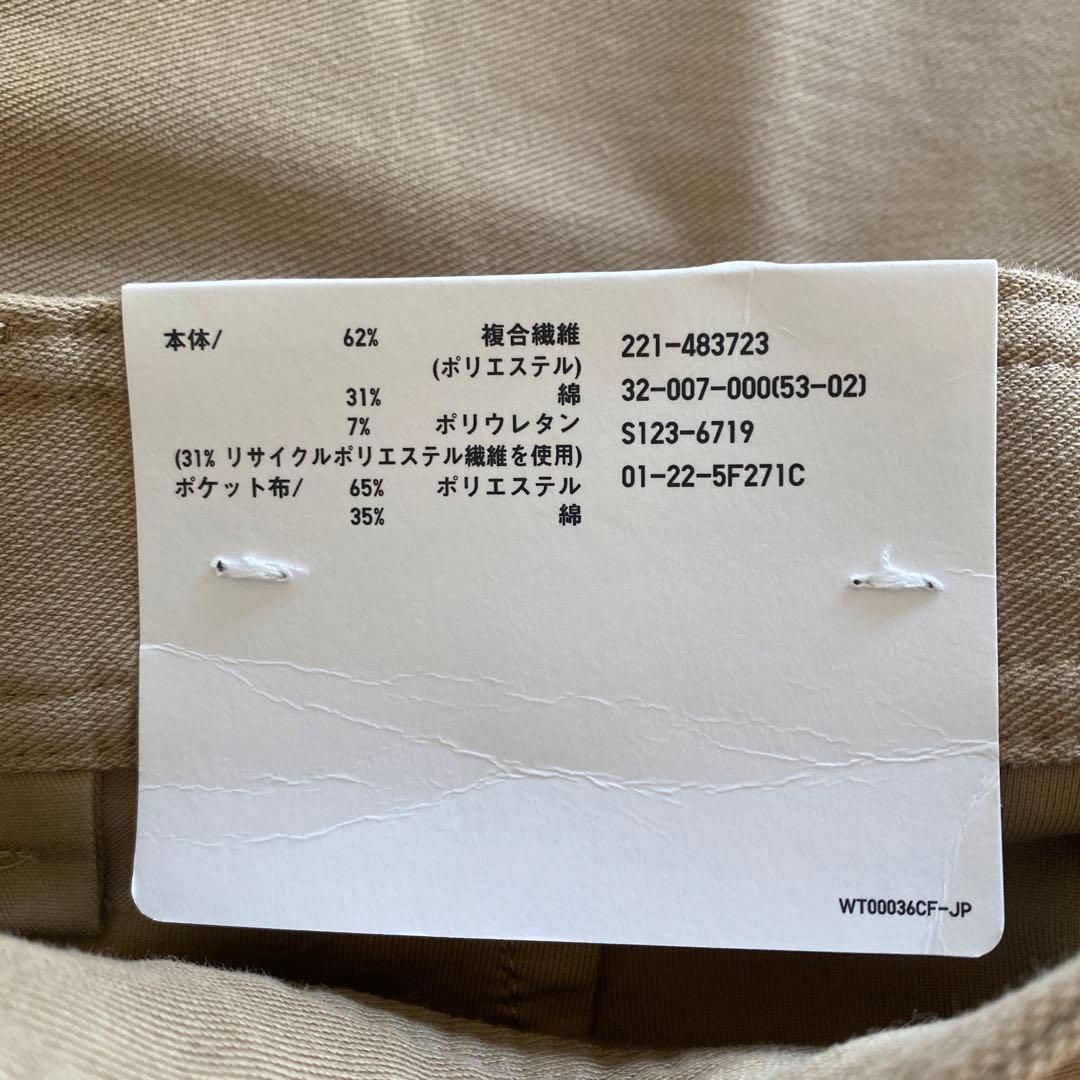 本体/ 62% 複合繊維
(ポリエステル)
31% 綿
7% ポリウレタン
(31% リサイクルポリエステル繊維を使用)
ポケット布/ 65% ポリエステル
35% 綿
221-483723
32-007-000(53-02)
S123-6719
01-22-5F271C
WT00036CF-JP